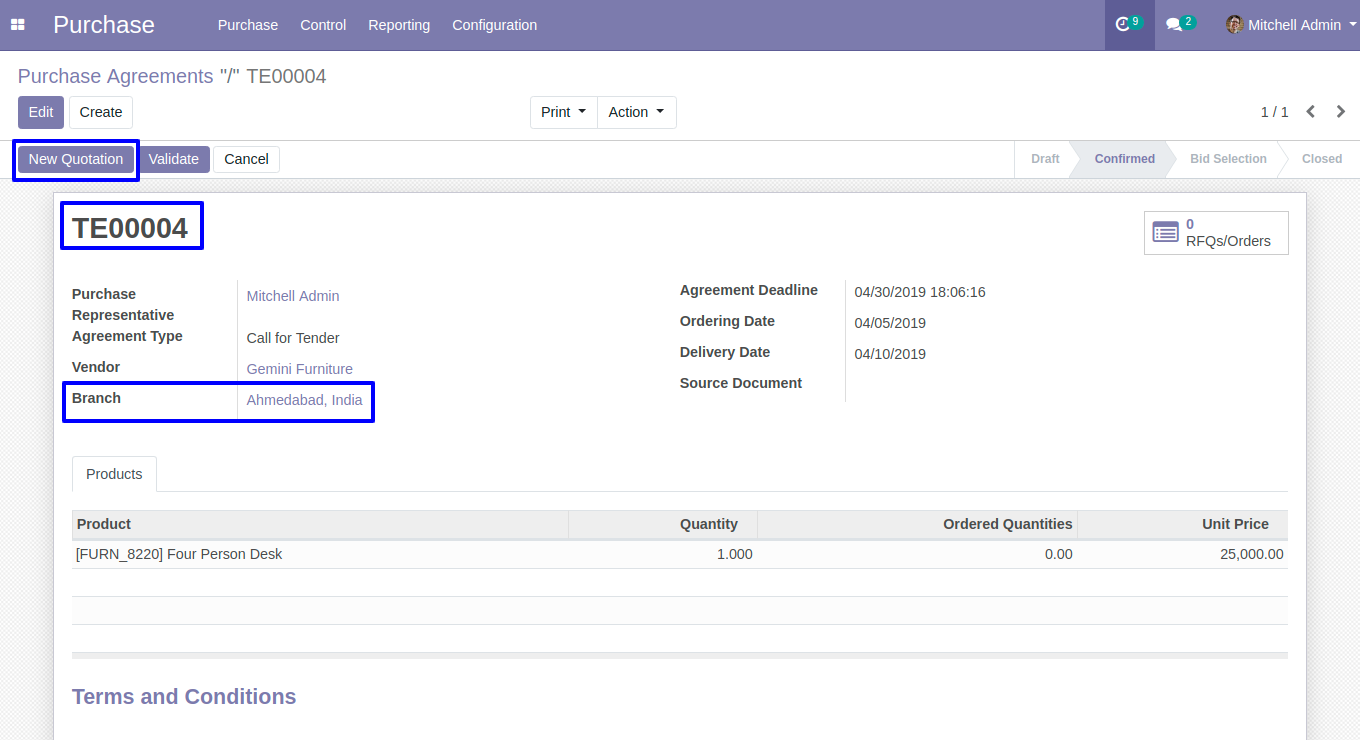 Purchase Purchase Control Reporting Configuration 9 2 Mitchell Admin
Purchase Agreements "/" TE00004
Edit Create Print Action 1 / 1
New Quotation Validate Cancel Draft Confirmed Bid Selection Closed
TE00004
0
RFQs/Orders
Purchase Representative Mitchell Admin
Agreement Type Call for Tender
Vendor Gemini Furniture
Branch Ahmedabad, India
Agreement Deadline 04/30/2019 18:06:16
Ordering Date 04/05/2019
Delivery Date 04/10/2019
Source Document
Products
Product Quantity Ordered Quantities Unit Price
[FURN_8220] Four Person Desk 1.000 0.00 25,000.00
Terms and Conditions